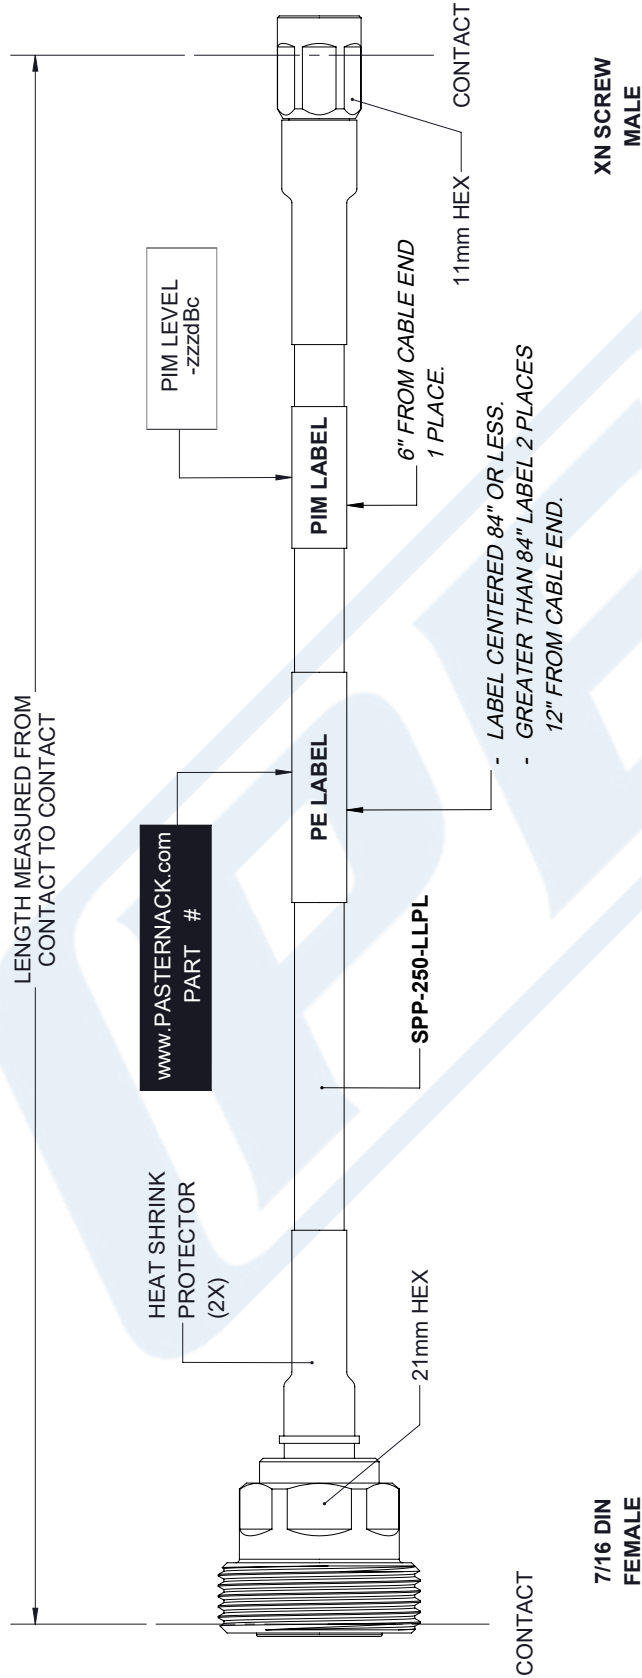 LENGTH MEASURED FROM
CONTACT TO CONTACT
HEAT SHRINK
PROTECTOR
(2X)
www.PASTERNACK.com
PART #
PIM LEVEL
-zzzdBc
PE LABEL
PIM LABEL
21mm HEX
SPP-250-LLPL
6" FROM CABLE END
1 PLACE.
11mm HEX
CONTACT
CONTACT
- LABEL CENTERED 84" OR LESS.
- GREATER THAN 84" LABEL 2 PLACES
12" FROM CABLE END.
7/16 DIN
FEMALE
XN SCREW
MALE